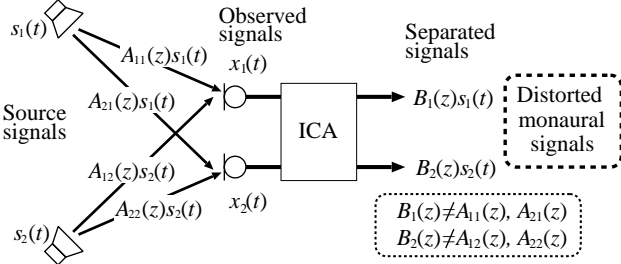 s₁(t)
Observed
signals
Separated
signals
A₁₁(z)s₁(t)
x₁(t)
A₂₁(z)s₁(t)
B₁(z)s₁(t)
Distorted
monaural
signals
Source
signals
ICA
A₁₂(z)s₂(t)
B₂(z)s₂(t)
A₂₂(z)s₂(t)
x₂(t)
s₂(t)
B₁(z)≠A₁₁(z), A₂₁(z)
B₂(z)≠A₁₂(z), A₂₂(z)